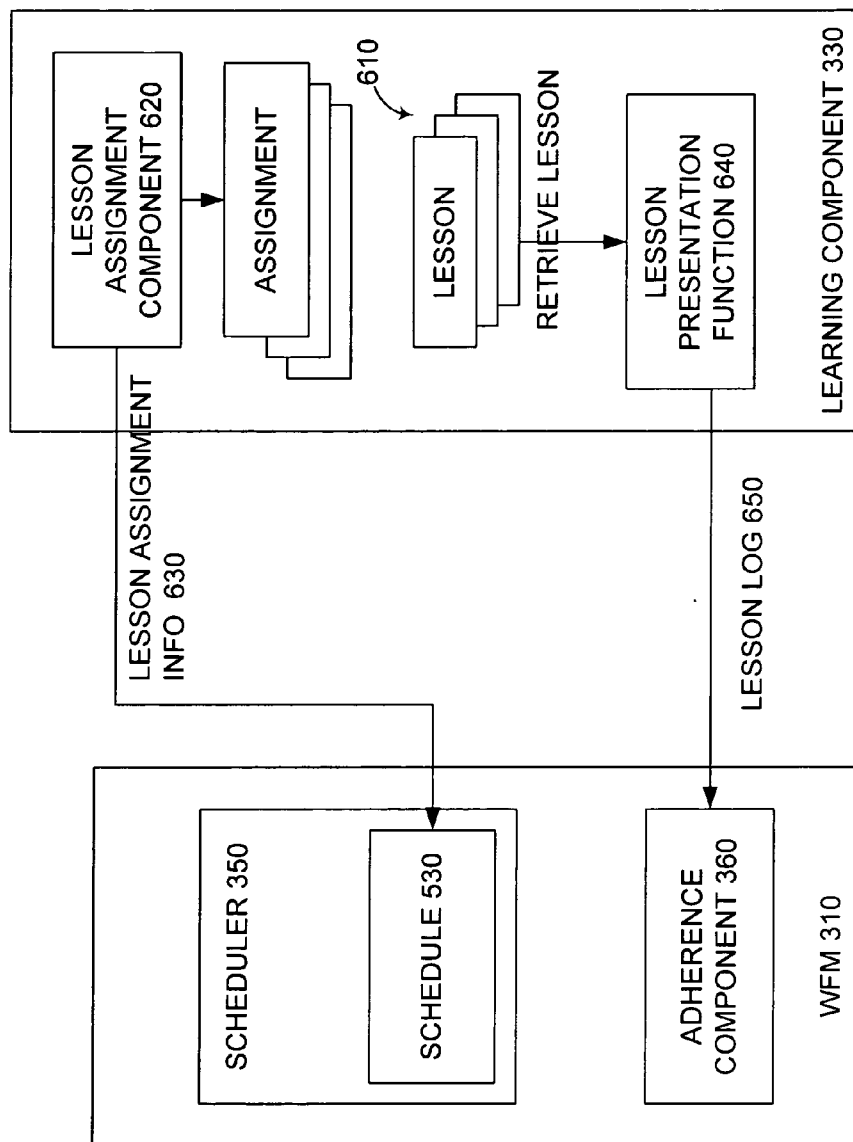 SCHEDULER 350
SCHEDULE 530
ADHERENCE
COMPONENT 360
WFM 310
LESSON ASSIGNMENT
INFO 630
LESSON LOG 650
LESSON
ASSIGNMENT
COMPONENT 620
ASSIGNMENT
610
LESSON
RETRIEVE LESSON
LESSON
PRESENTATION
FUNCTION 640
LEARNING COMPONENT 330